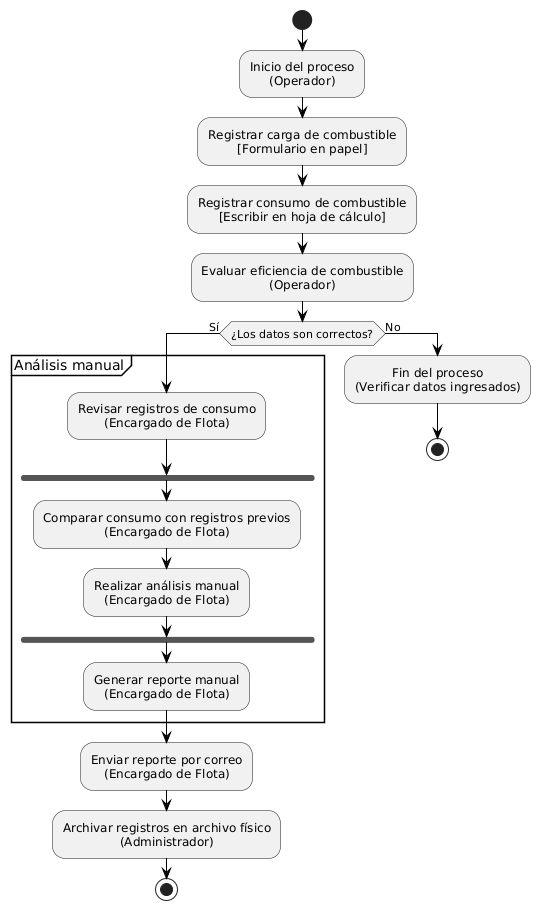 Inicio del proceso
(Operador)
Registrar carga de combustible
[Formulario en papel]
Registrar consumo de combustible
[Escribir en hoja de cálculo]
Evaluar eficiencia de combustible
(Operador)
Sí
¿Los datos son correctos?
No
Análisis manual
Fin del proceso
(Verificar datos ingresados)
Revisar registros de consumo
(Encargado de Flota)
Comparar consumo con registros previos
(Encargado de Flota)
Realizar análisis manual
(Encargado de Flota)
Generar reporte manual
(Encargado de Flota)
Enviar reporte por correo
(Encargado de Flota)
Archivar registros en archivo físico
(Administrador)